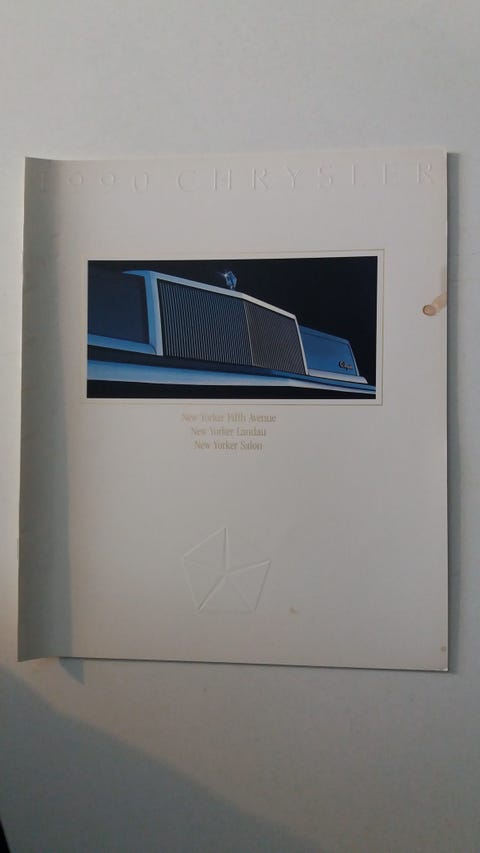 1990 CHRYSLER
New Yorker Fifth Avenue
New Yorker Landau
New Yorker Salon